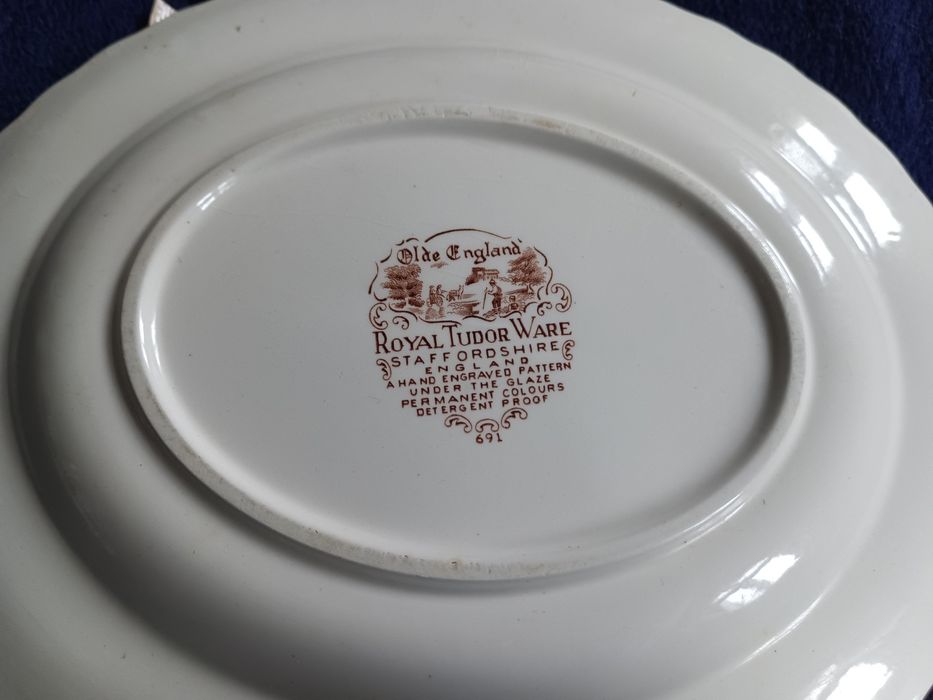 Olde England
ROYAL TUDOR WARE
STAFFORDSHIRE
ENGLAND
A HAND ENGRAVED PATTERN
UNDER THE GLAZE
PERMANENT COLOURS
DETERGENT PROOF
691